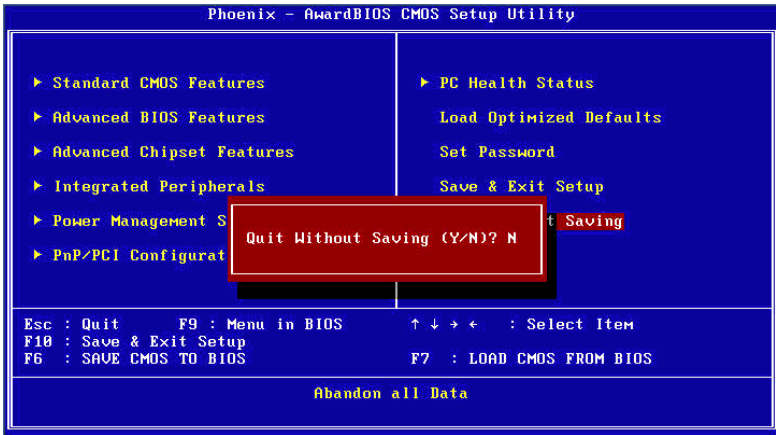 Phoenix - AwardBIOS CMOS Setup Utility
► Standard CMOS Features
► Advanced BIOS Features
► Advanced Chipset Features
► Integrated Peripherals
► Power Management S
► PnP/PCI Configurat
► PC Health Status
Load Optimized Defaults
Set Password
Save & Exit Setup
t Saving
Quit Without Saving (Y/N)? N
Esc : Quit F9 : Menu in BIOS ↑ ↓ → ← : Select Item
F10 : Save & Exit Setup
F6 : SAVE CMOS TO BIOS F7 : LOAD CMOS FROM BIOS
Abandon all Data